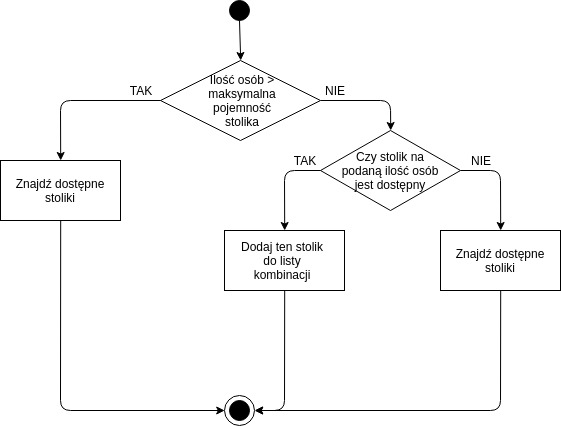 Ilość osób >
maksymalna
pojemność
stolika
TAK
NIE
Czy stolik na
podaną ilość osób
jest dostępny
TAK
NIE
Znajdź dostępne
stoliki
Dodaj ten stolik
do listy
kombinacji
Znajdź dostępne
stoliki